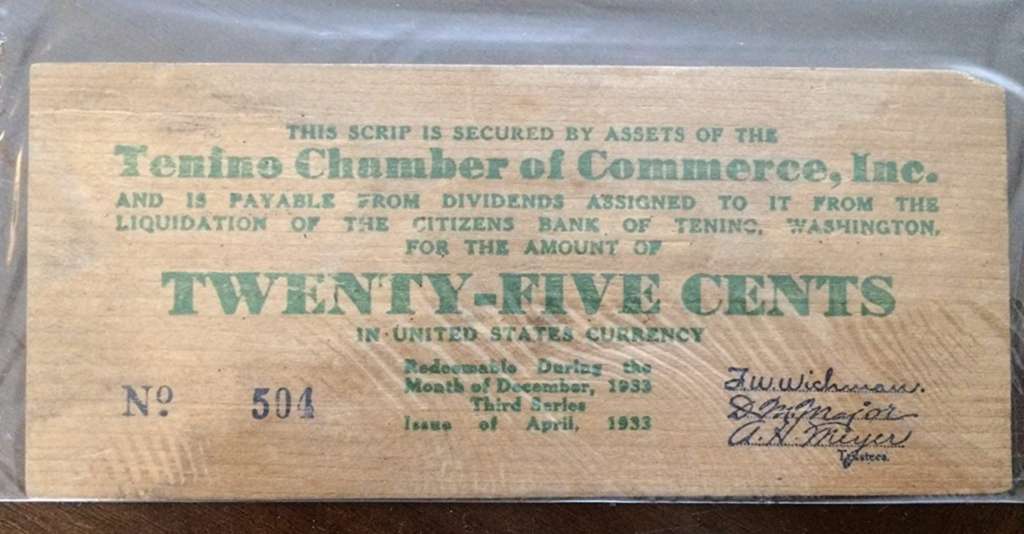 THIS SCRIP IS SECURED BY ASSETS OF THE
Tenino Chamber of Commerce, Inc.
AND IS PAYABLE FROM DIVIDENDS ASSIGNED TO IT FROM THE
LIQUIDATION OF THE CITIZENS BANK OF TENINO, WASHINGTON,
FOR THE AMOUNT OF
TWENTY-FIVE CENTS
IN UNITED STATES CURRENCY
Redeemable During the
Month of December, 1933
Third Series
Issue of April, 1933
Nº 504
F.W. Wichman.
D M. Major
A. H. Meyer
Trustees.